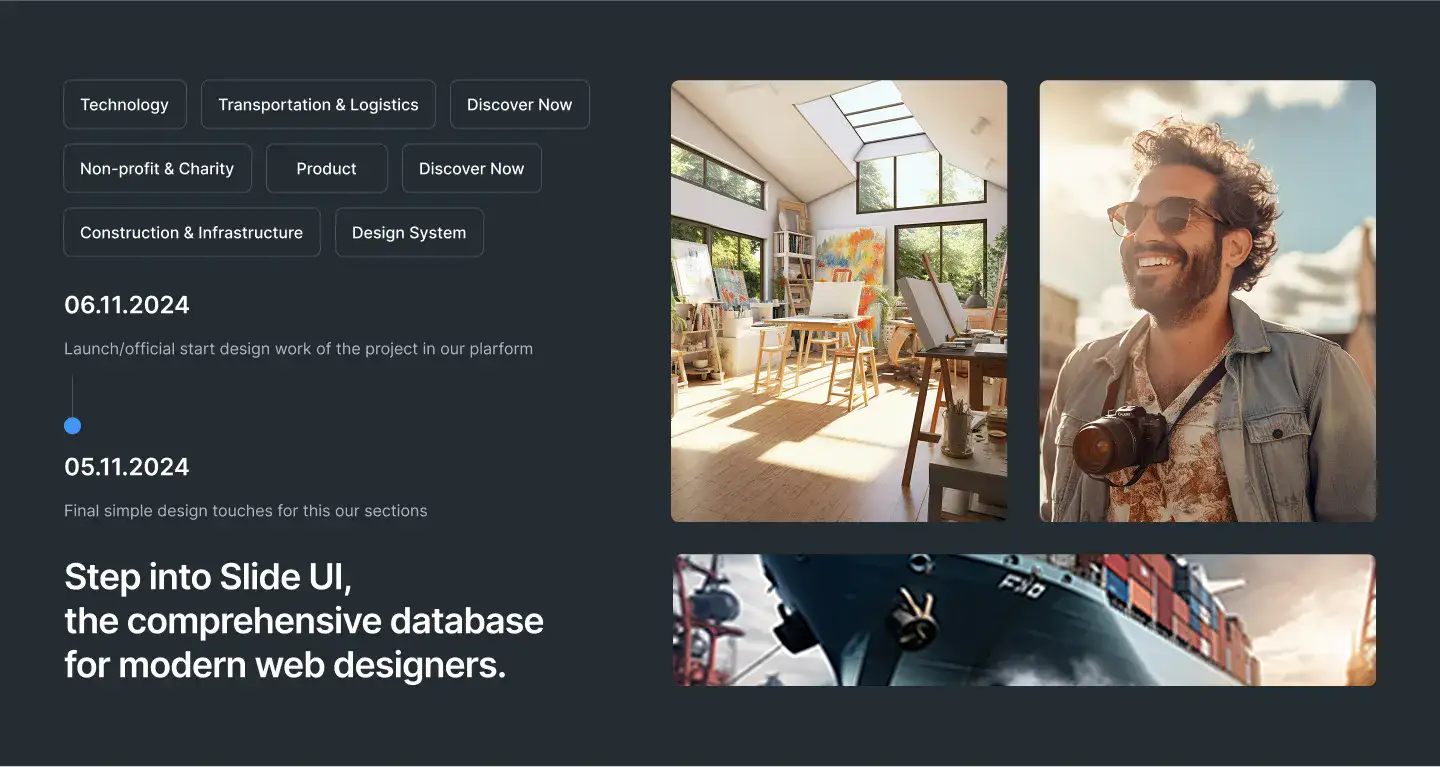 Technology
Transportation & Logistics
Discover Now
Non-profit & Charity
Product
Discover Now
Construction & Infrastructure
Design System
06.11.2024
Launch/official start design work of the project in our plarform
05.11.2024
Final simple design touches for this our sections
Step into Slide UI,
the comprehensive database
for modern web designers.